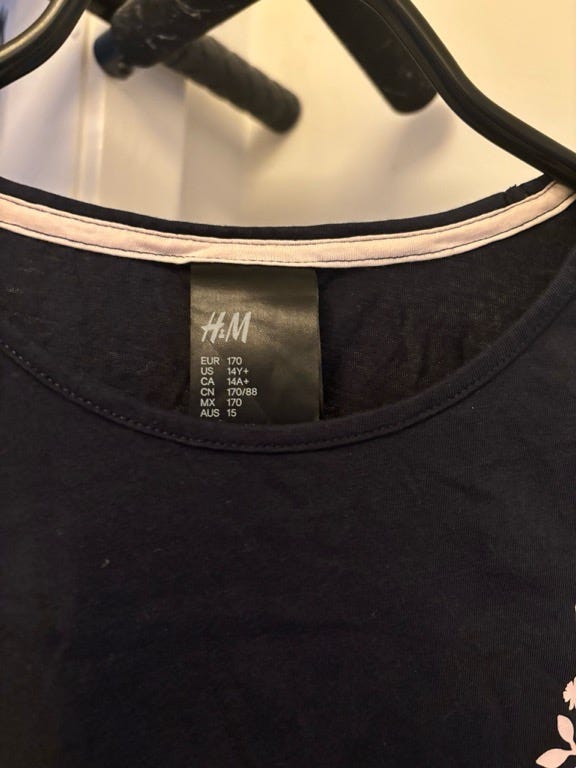 H&M
EUR 170
US 14Y+
CA 14A+
CN 170/88
MX 170
AUS 15